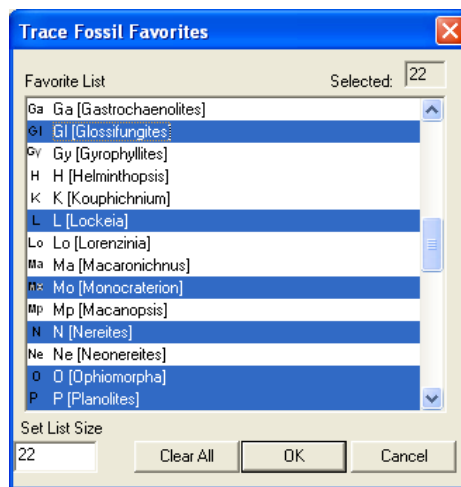 Trace Fossil Favorites
Favorite List Selected: 22
Ga Ga [Gastrochaenolites]
Gl Gl [Glossifungites]
Gy Gy [Gyrophyllites]
H H [Helminthopsis]
K K [Kouphichnium]
L L [Lockeia]
Lo Lo [Lorenzinia]
Ma Ma [Macaronichnus]
Mo [Monocraterion]
Mp Mp [Macanopsis]
N N [Nereites]
Ne Ne [Neonereites]
O O [Ophiomorpha]
P P [Planolites]
Set List Size
22 Clear All OK Cancel